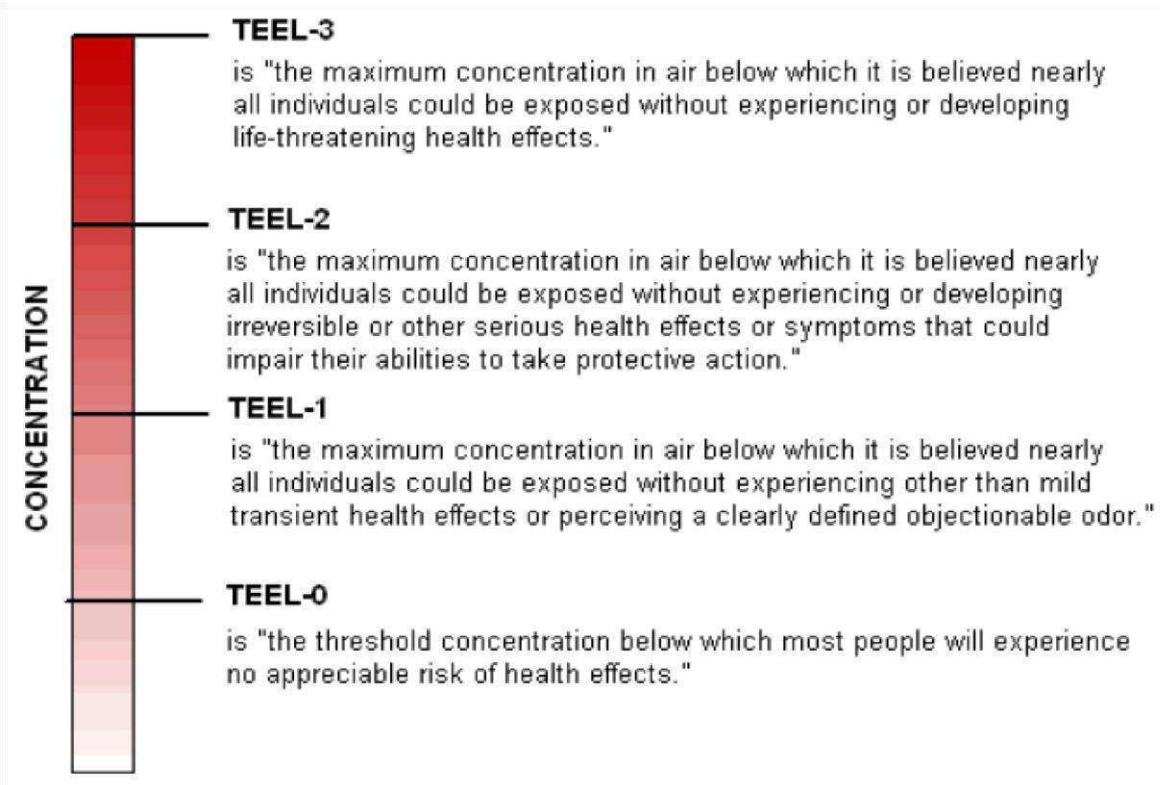 TEEL-3
is "the maximum concentration in air below which it is believed nearly
all individuals could be exposed without experiencing or developing
life-threatening health effects."
TEEL-2
is "the maximum concentration in air below which it is believed nearly
all individuals could be exposed without experiencing or developing
irreversible or other serious health effects or symptoms that could
impair their abilities to take protective action."
CONCENTRATION
TEEL-1
is "the maximum concentration in air below which it is believed nearly
all individuals could be exposed without experiencing other than mild
transient health effects or perceiving a clearly defined objectionable odor."
TEEL-0
is "the threshold concentration below which most people will experience
no appreciable risk of health effects."